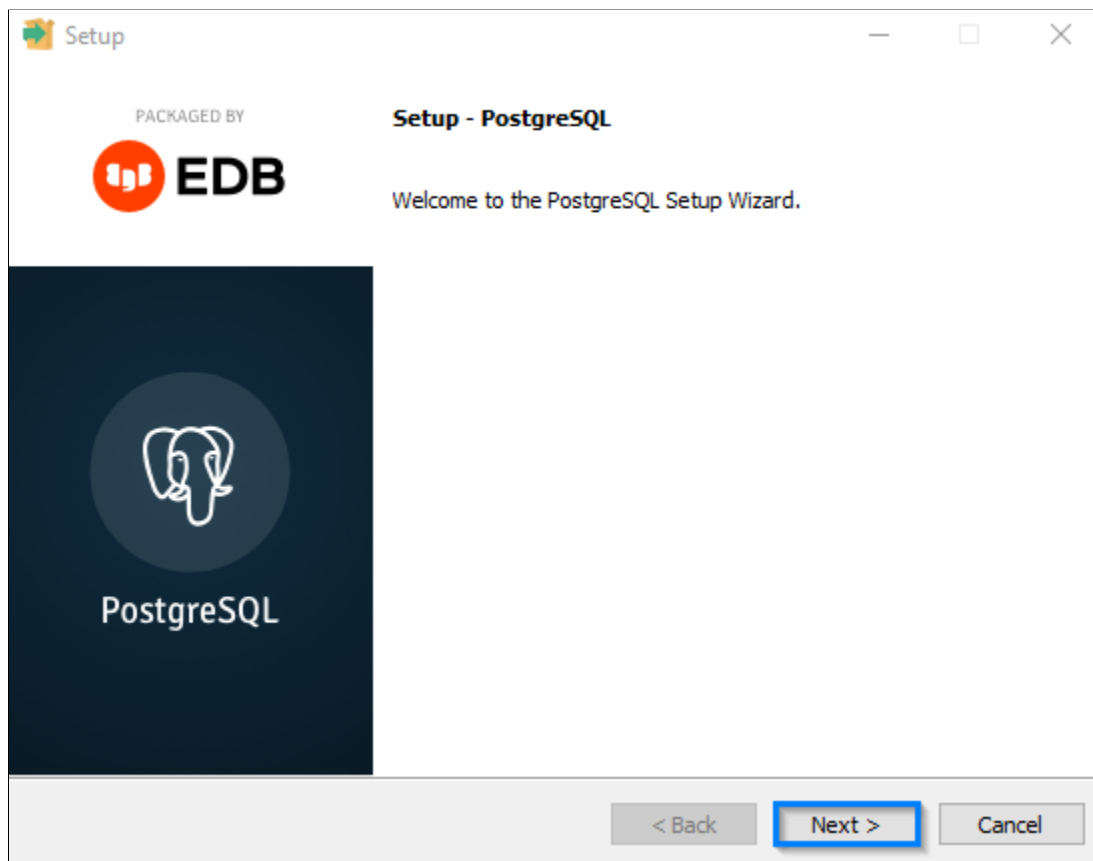 Setup
PACKAGED BY
EDB
Setup - PostgreSQL
Welcome to the PostgreSQL Setup Wizard.
PostgreSQL
< Back
Next >
Cancel